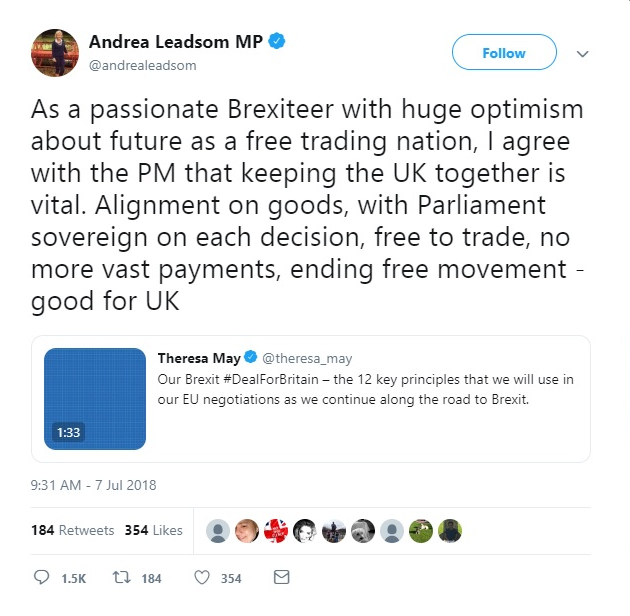 Andrea Leadsom MP
@andrealeadsom
Follow
As a passionate Brexiteer with huge optimism
about future as a free trading nation, I agree
with the PM that keeping the UK together is
vital. Alignment on goods, with Parliament
sovereign on each decision, free to trade, no
more vast payments, ending free movement -
good for UK
Theresa May @theresa_may
Our Brexit #DealForBritain – the 12 key principles that we will use in
our EU negotiations as we continue along the road to Brexit.
1:33
9:31 AM - 7 Jul 2018
184 Retweets 354 Likes
1.5K 184 354